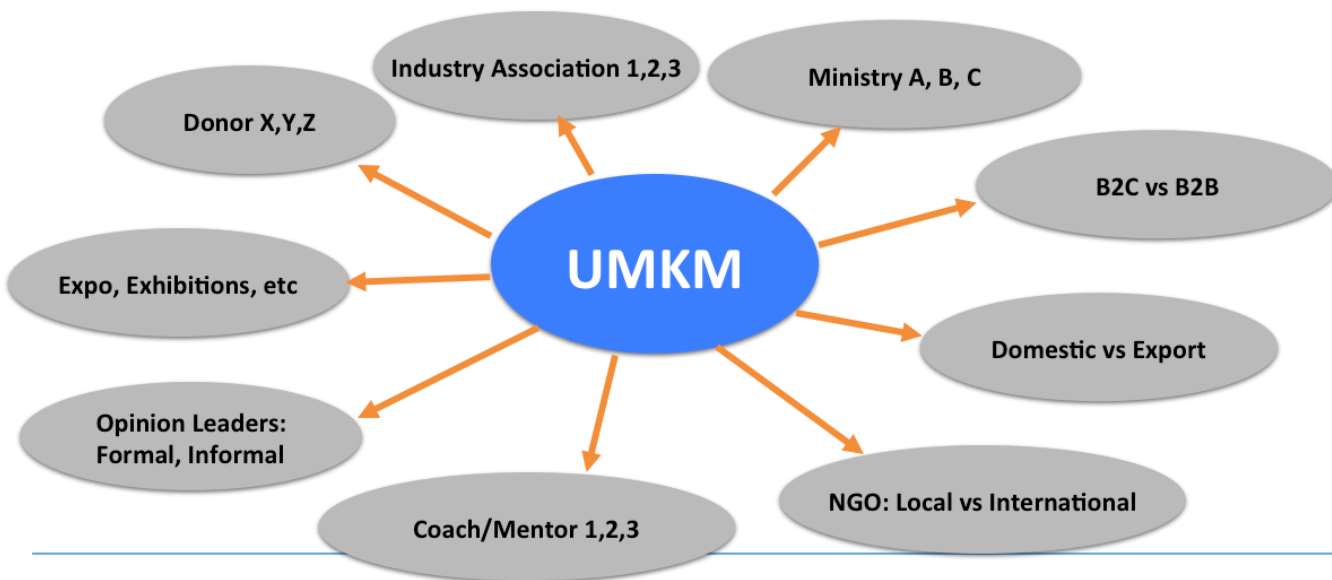 Industry Association 1,2,3
Ministry A, B, C
Donor X,Y,Z
B2C vs B2B
UMKM
Expo, Exhibitions, etc
Domestic vs Export
Opinion Leaders:
Formal, Informal
NGO: Local vs International
Coach/Mentor 1,2,3